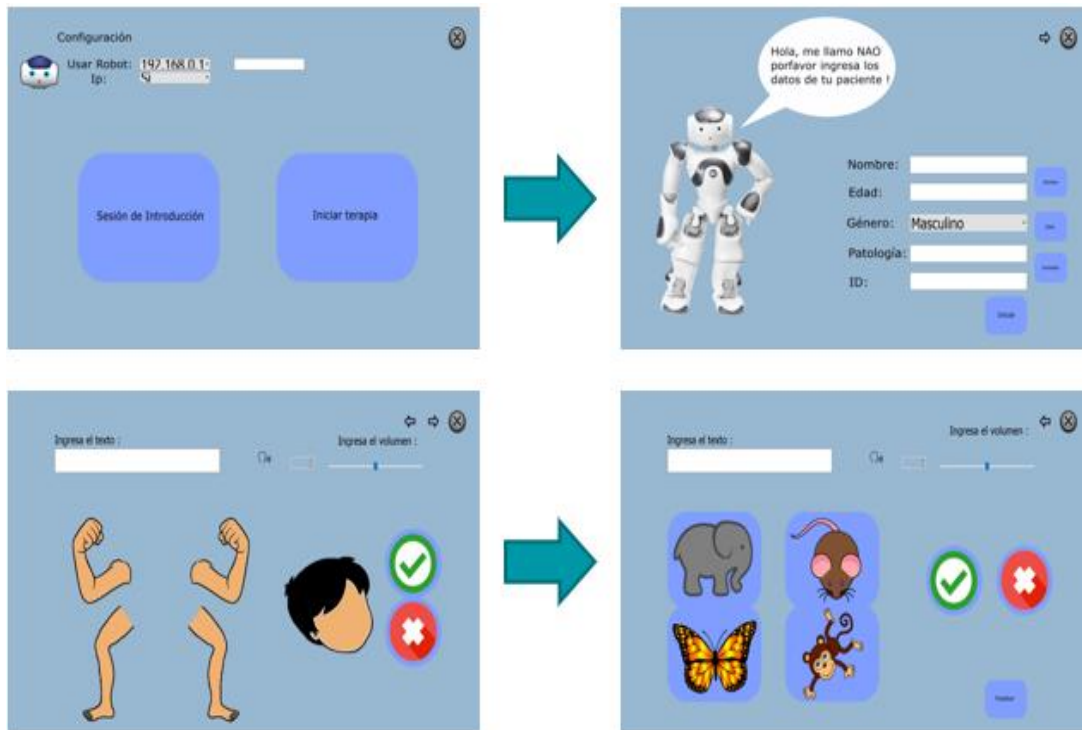 Configuración
Usar Robot: 192.168.0.1
Ip: Si
Sesión de Introducción
Iniciar terapia
Hola, me llamo NAO
porfavor ingresa los
datos de tu paciente !
Nombre:
Edad:
Género: Masculino
Patología:
ID:
Ingresa el texto :
Ingresa el volumen :
Ingresa el texto :
Ingresa el volumen :